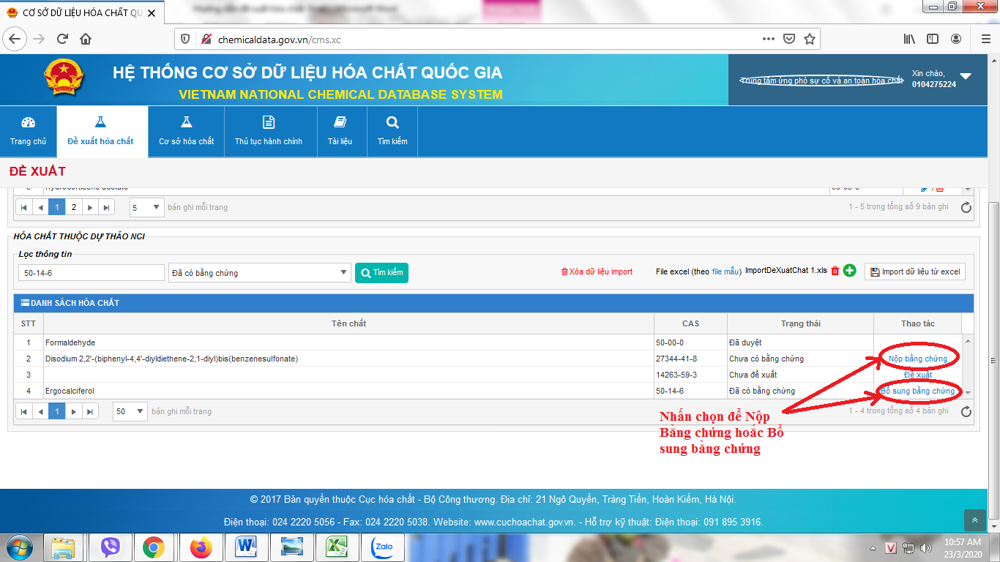 CƠ SỞ DỮ LIỆU HÓA CHẤT QU
chemicaldata.gov.vn/cms.xc
HỆ THỐNG CƠ SỞ DỮ LIỆU HÓA CHẤT QUỐC GIA
VIETNAM NATIONAL CHEMICAL DATABASE SYSTEM
Trung tâm ứng phó sự cố và an toàn hóa chất
Xin chào,
0104275224
Trang chủ
Đề xuất hóa chất
Cơ sở hóa chất
Thủ tục hành chính
Tài liệu
Tìm kiếm
ĐỀ XUẤT
1 2 5 bản ghi mỗi trang 1 - 5 trong tổng số 9 bản ghi
HÓA CHẤT THUỘC DỰ THẢO NCI
Lọc thông tin
50-14-6 Đã có bằng chứng Tìm kiếm Xóa dữ liệu import File excel (theo file mẫu) ImportDeXuatChat 1.xls Import dữ liệu từ excel
DANH SÁCH HÓA CHẤT
STT Tên chất CAS Trạng thái Thao tác
1 Formaldehyde 50-00-0 Đã duyệt
2 Disodium 2,2'-(biphenyl-4,4'-diyldiethene-2,1-diyl)bis(benzenesulfonate) 27344-41-8 Chưa có bằng chứng Nộp bằng chứng
3 14263-59-3 Chưa đề xuất Đề xuất
4 Ergocalciferol 50-14-6 Đã có bằng chứng Bổ sung bằng chứng
1 50 bản ghi mỗi trang 1 - 4 trong tổng số 4 bản ghi
Nhấn chọn để Nộp
Bằng chứng hoặc Bổ
sung bằng chứng
© 2017 Bản quyền thuộc Cục hóa chất - Bộ Công thương. Địa chỉ: 21 Ngô Quyền, Tràng Tiền, Hoàn Kiếm, Hà Nội.
Điện thoại: 024 2220 5056 - Fax: 024 2220 5038. Website: www.cuchoachat.gov.vn. - Hỗ trợ kỹ thuật: Điện thoại: 091 895 3916.
Zalo
10:57 AM
23/3/2020